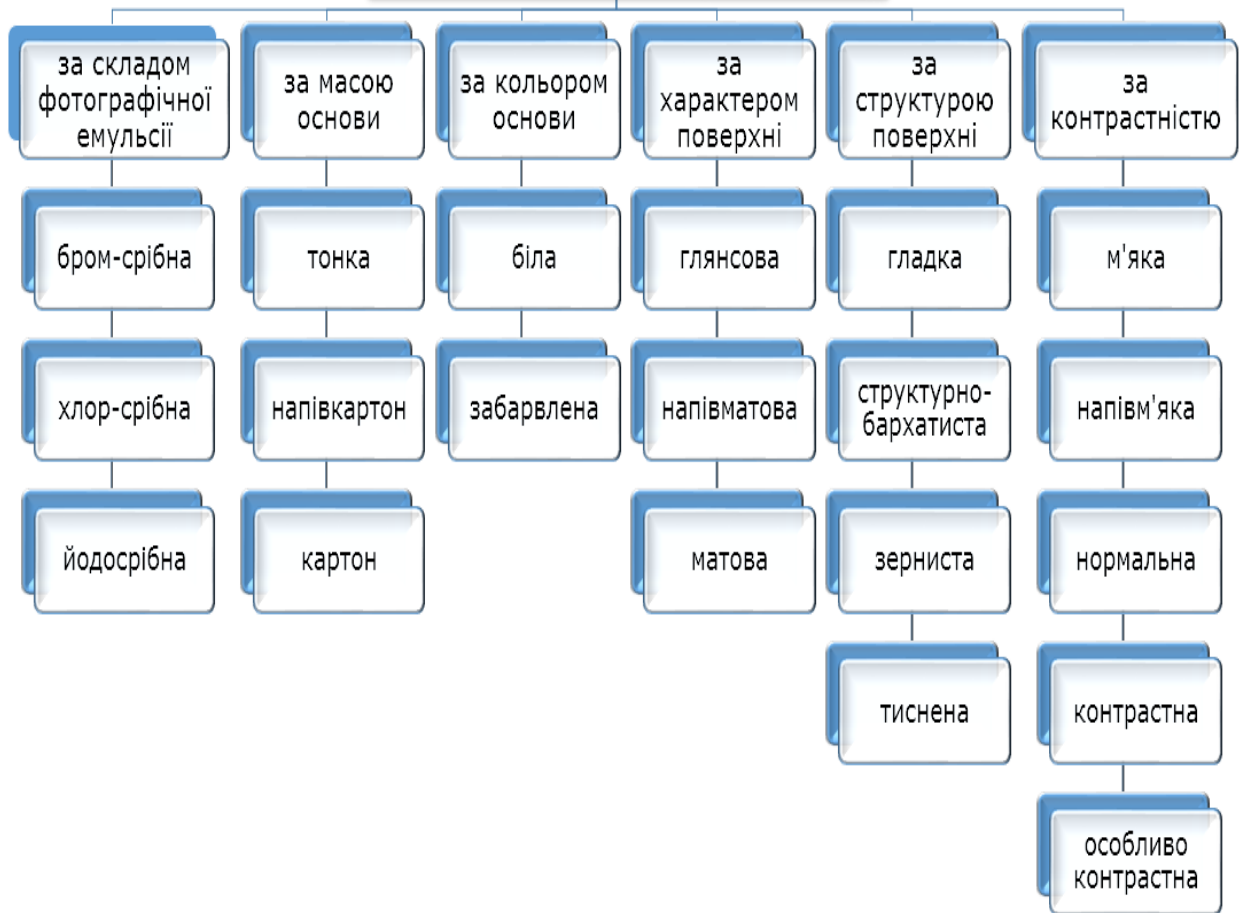 за складом
фотографічної
емульсії
бром-срібна
хлор-срібна
йодосрібна
за масою
основи
тонка
напівкартон
картон
за кольором
основи
біла
забарвлена
за
характером
поверхні
глянсова
напівматова
матова
за
структурою
поверхні
гладка
структурно-
бархатиста
зерниста
тиснена
за
контрастністю
м'яка
напівм'яка
нормальна
контрастна
особливо
контрастна